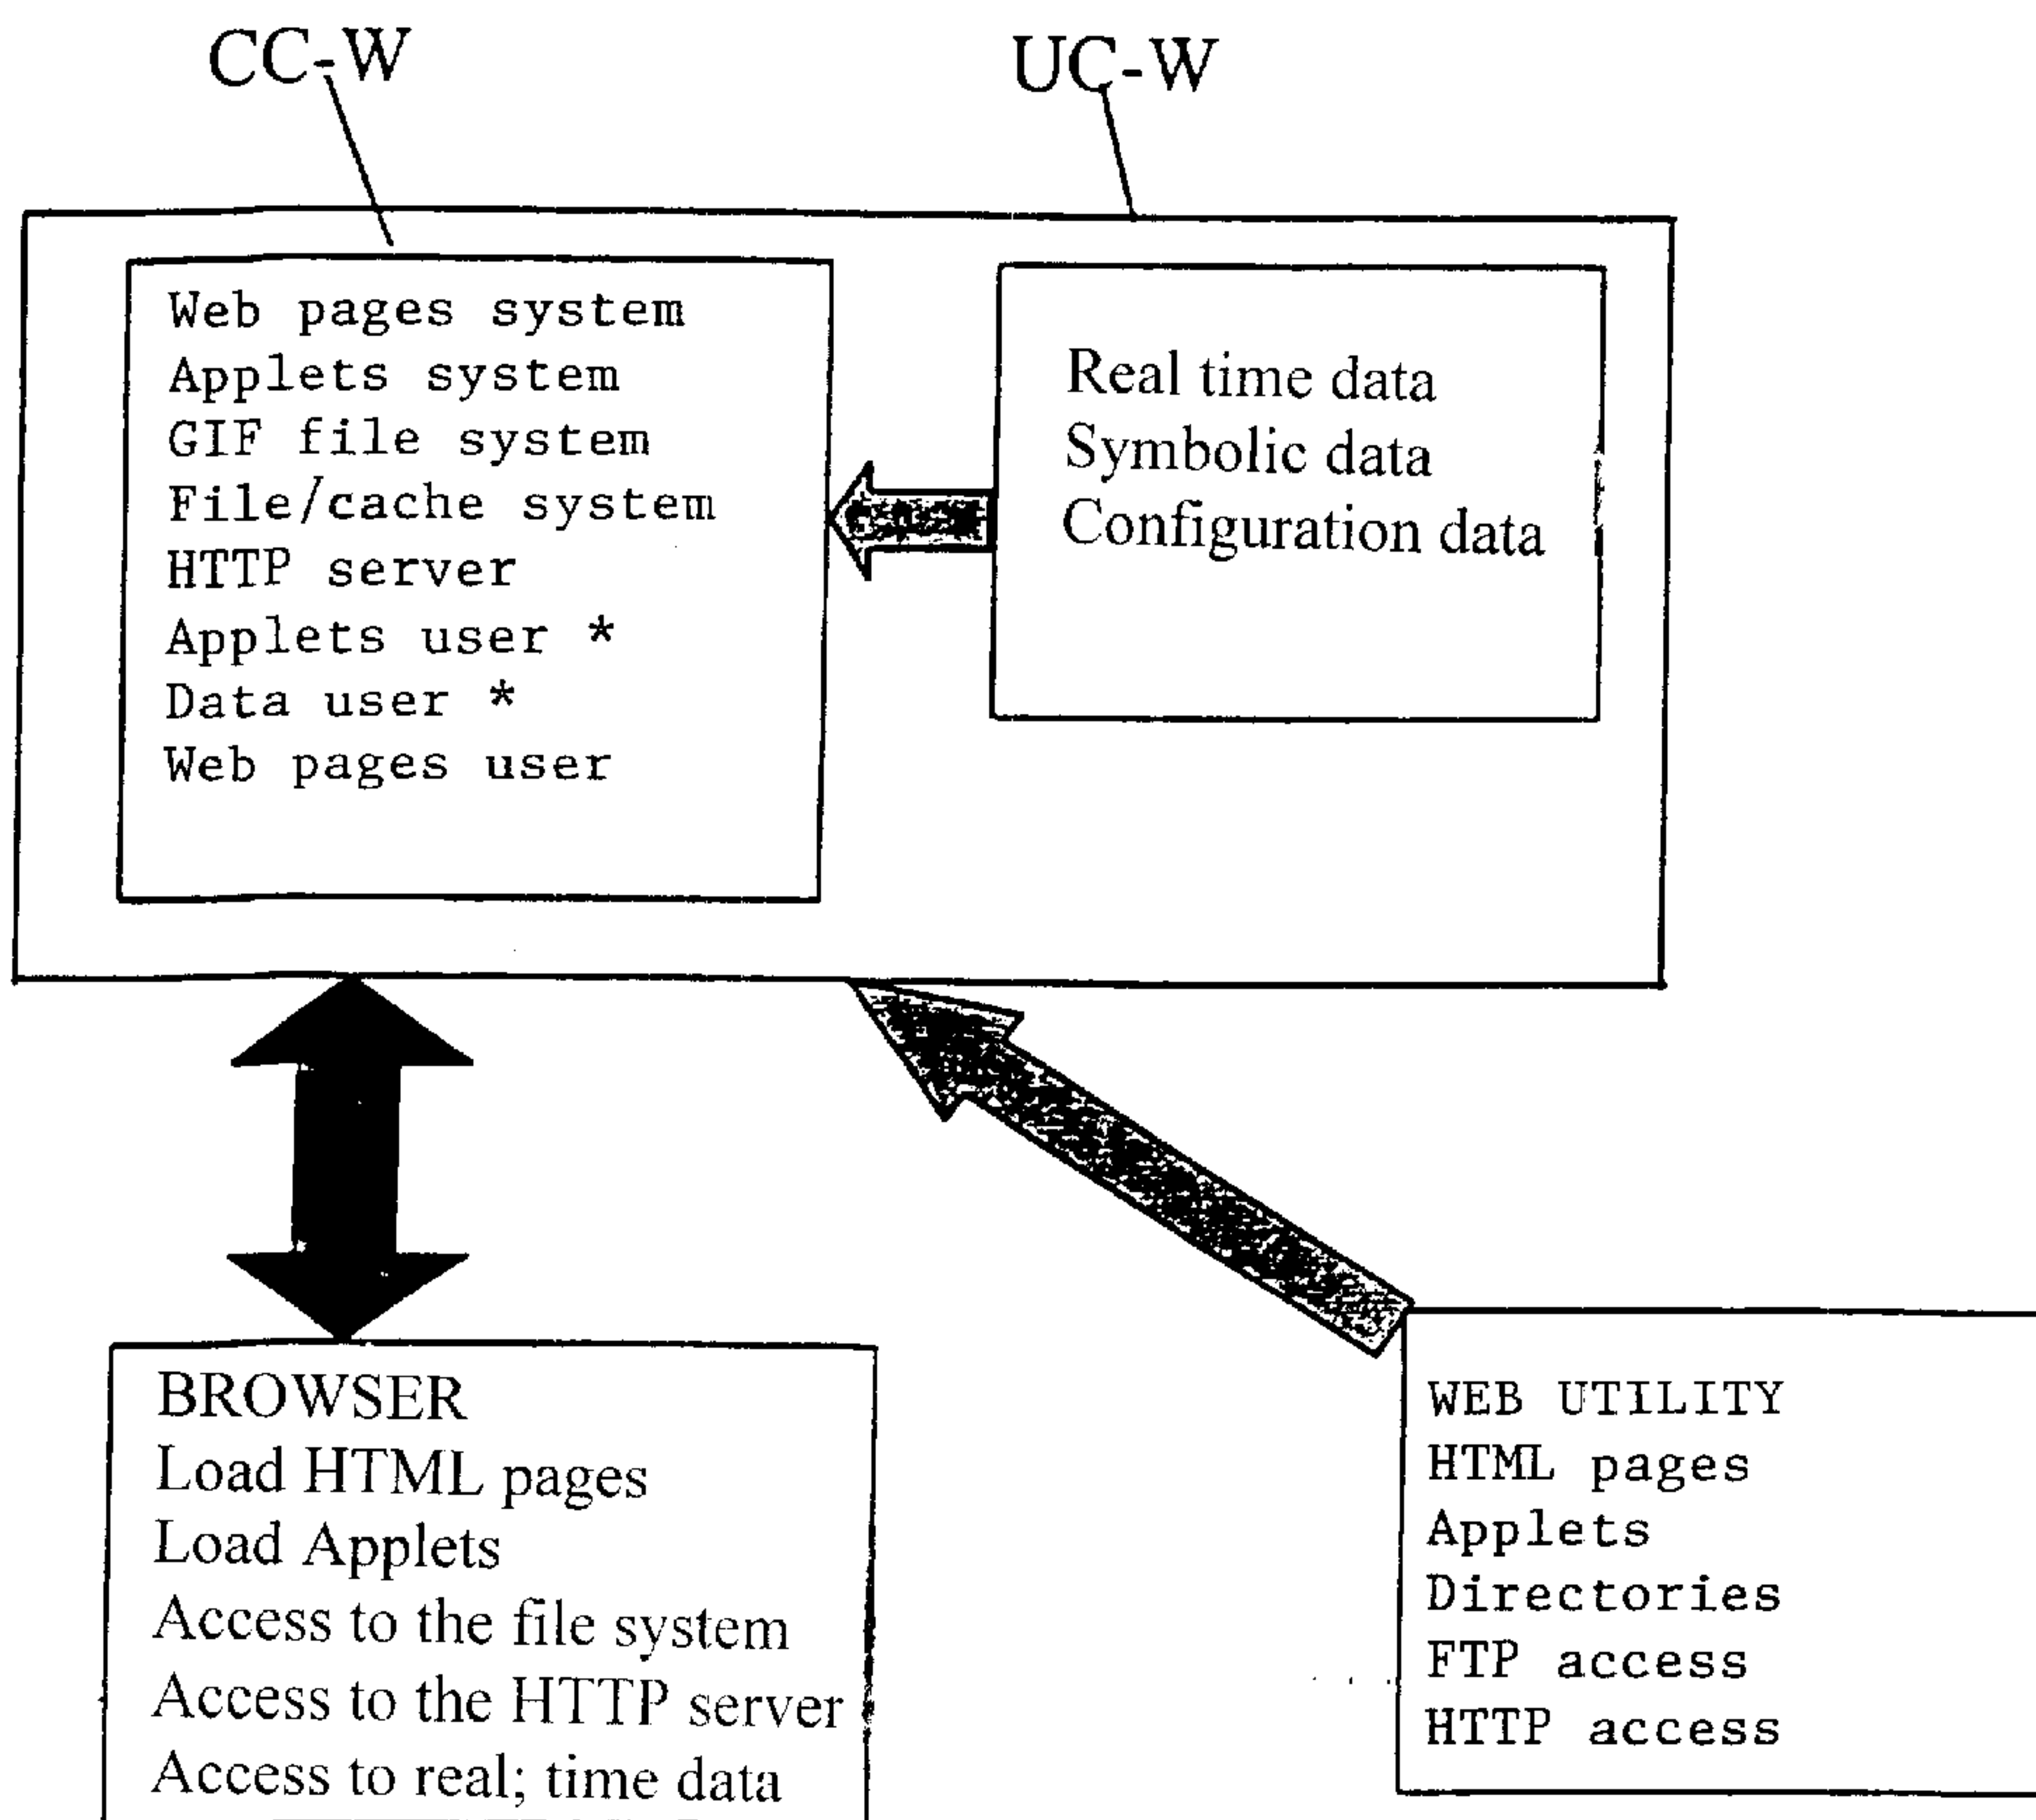 CC-W
UC-W
Web pages system
Applets system
GIF file system
File/cache system
HTTP server
Applets user *
Data user *
Web pages user
Real time data
Symbolic data
Configuration data
BROWSER
Load HTML pages
Load Applets
Access to the file system
Access to the HTTP server
Access to real; time data
WEB UTILITY
HTML pages
Applets
Directories
FTP access
HTTP access